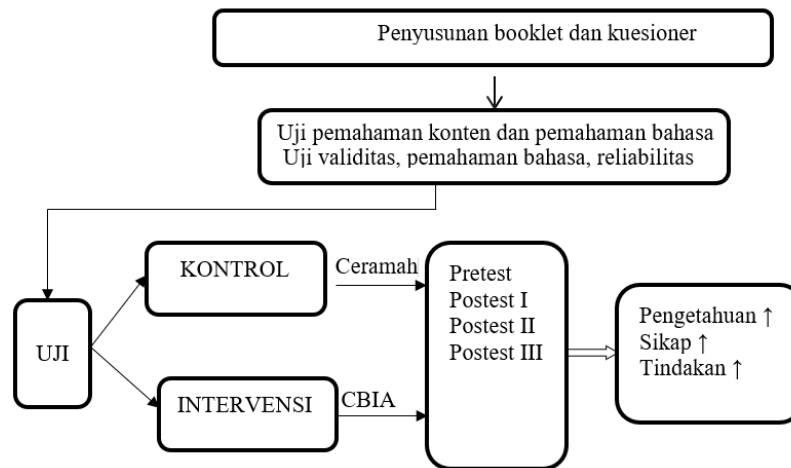 Penyusunan booklet dan kuesioner
Uji pemahaman konten dan pemahaman bahasa
Uji validitas, pemahaman bahasa, reliabilitas
UJI
KONTROL
Ceramah
INTERVENSI
CBIA
Pretest
Postest I
Postest II
Postest III
Pengetahuan ↑
Sikap ↑
Tindakan ↑